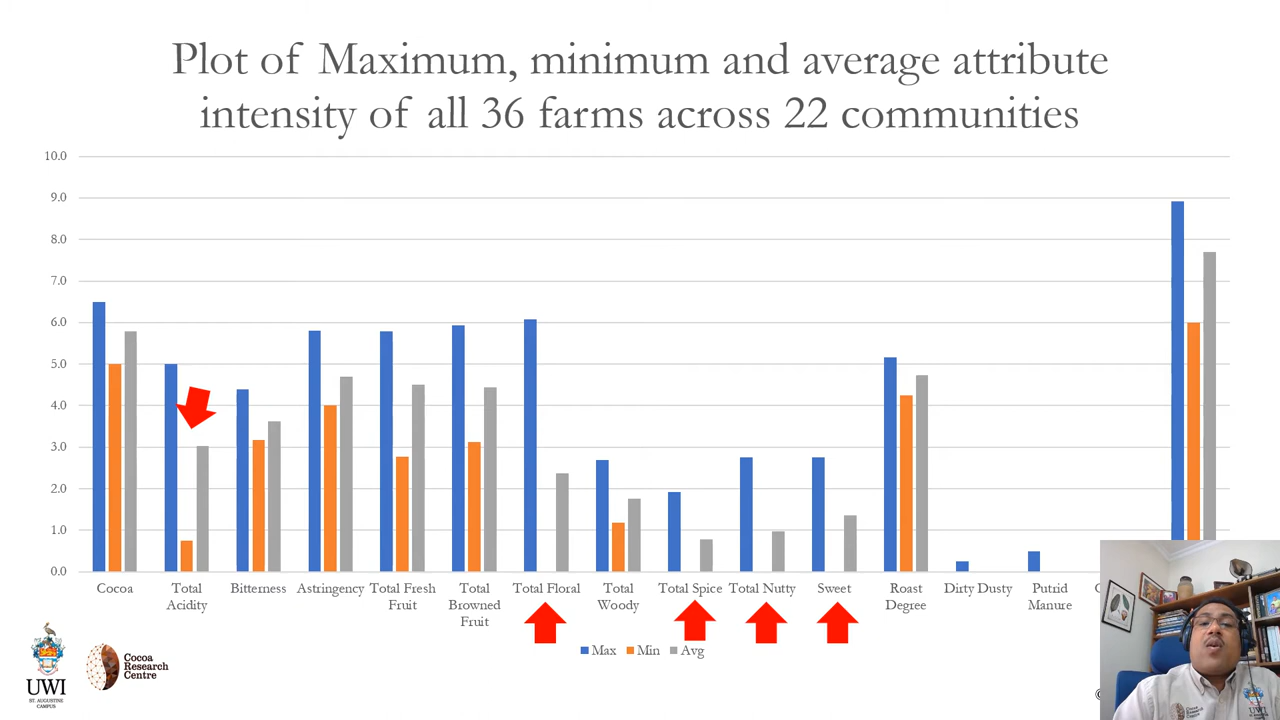 Plot of Maximum, minimum and average attribute
intensity of all 36 farms across 22 communities
10.0
9.0
8.0
7.0
6.0
5.0
4.0
3.0
2.0
1.0
0.0
Cocoa
Total
Acidity
Bitterness
Astringency
Total Fresh
Fruit
Total
Browned
Fruit
Total Floral
Total
Woody
Total Spice
Total Nutty
Sweet
Roast
Degree
Dirty Dusty
Putrid
Manure
Max
Min
Avg
UWI
ST. AUGUSTINE
CAMPUS
Cocoa
Research
Centre
©